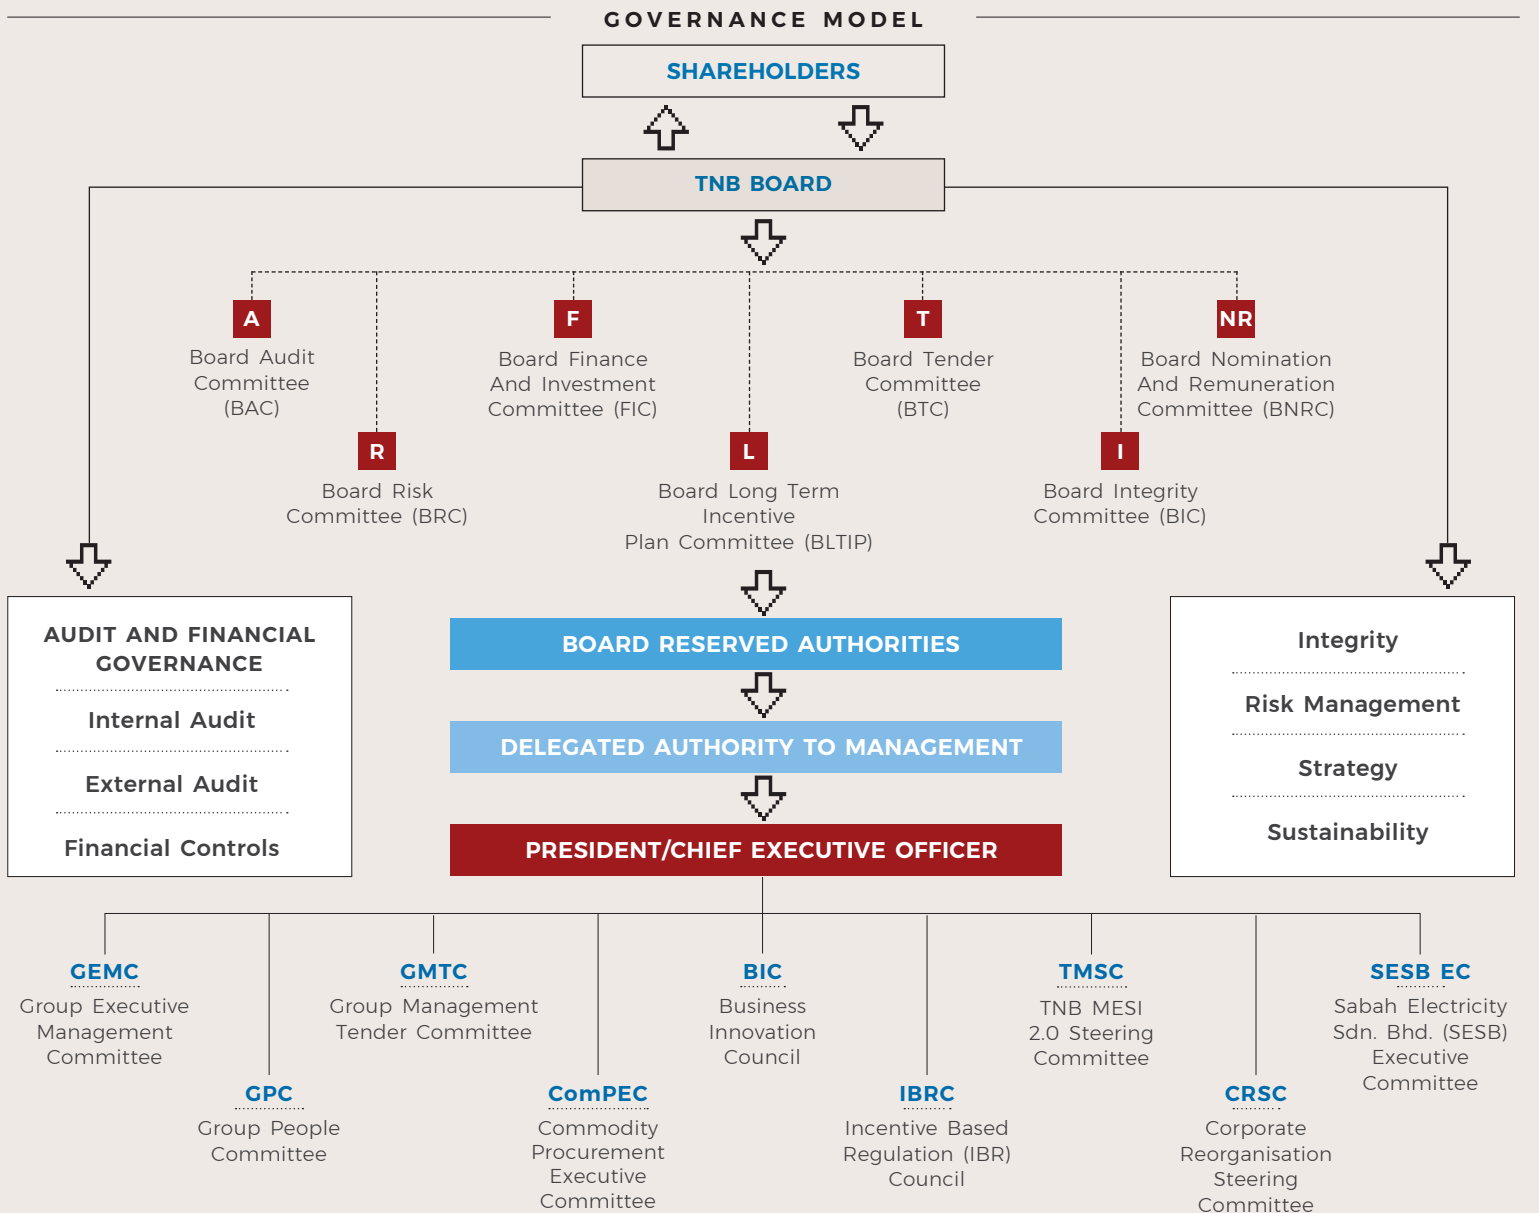 GOVERNANCE MODEL
SHAREHOLDERS
TNB BOARD
A
Board Audit
Committee
(BAC)
F
Board Finance
And Investment
Committee (FIC)
T
Board Tender
Committee
(BTC)
NR
Board Nomination
And Remuneration
Committee (BNRC)
R
Board Risk
Committee (BRC)
L
Board Long Term
Incentive
Plan Committee (BLTIP)
I
Board Integrity
Committee (BIC)
AUDIT AND FINANCIAL
GOVERNANCE
Internal Audit
External Audit
Financial Controls
BOARD RESERVED AUTHORITIES
DELEGATED AUTHORITY TO MANAGEMENT
PRESIDENT/CHIEF EXECUTIVE OFFICER
Integrity
Risk Management
Strategy
Sustainability
GEMC
Group Executive
Management
Committee
GMTC
Group Management
Tender Committee
BIC
Business
Innovation
Council
TMSC
TNB MESI
2.0 Steering
Committee
SESB EC
Sabah Electricity
Sdn. Bhd. (SESB)
Executive
Committee
GPC
Group People
Committee
ComPEC
Commodity
Procurement
Executive
Committee
IBRC
Incentive Based
Regulation (IBR)
Council
CRSC
Corporate
Reorganisation
Steering
Committee